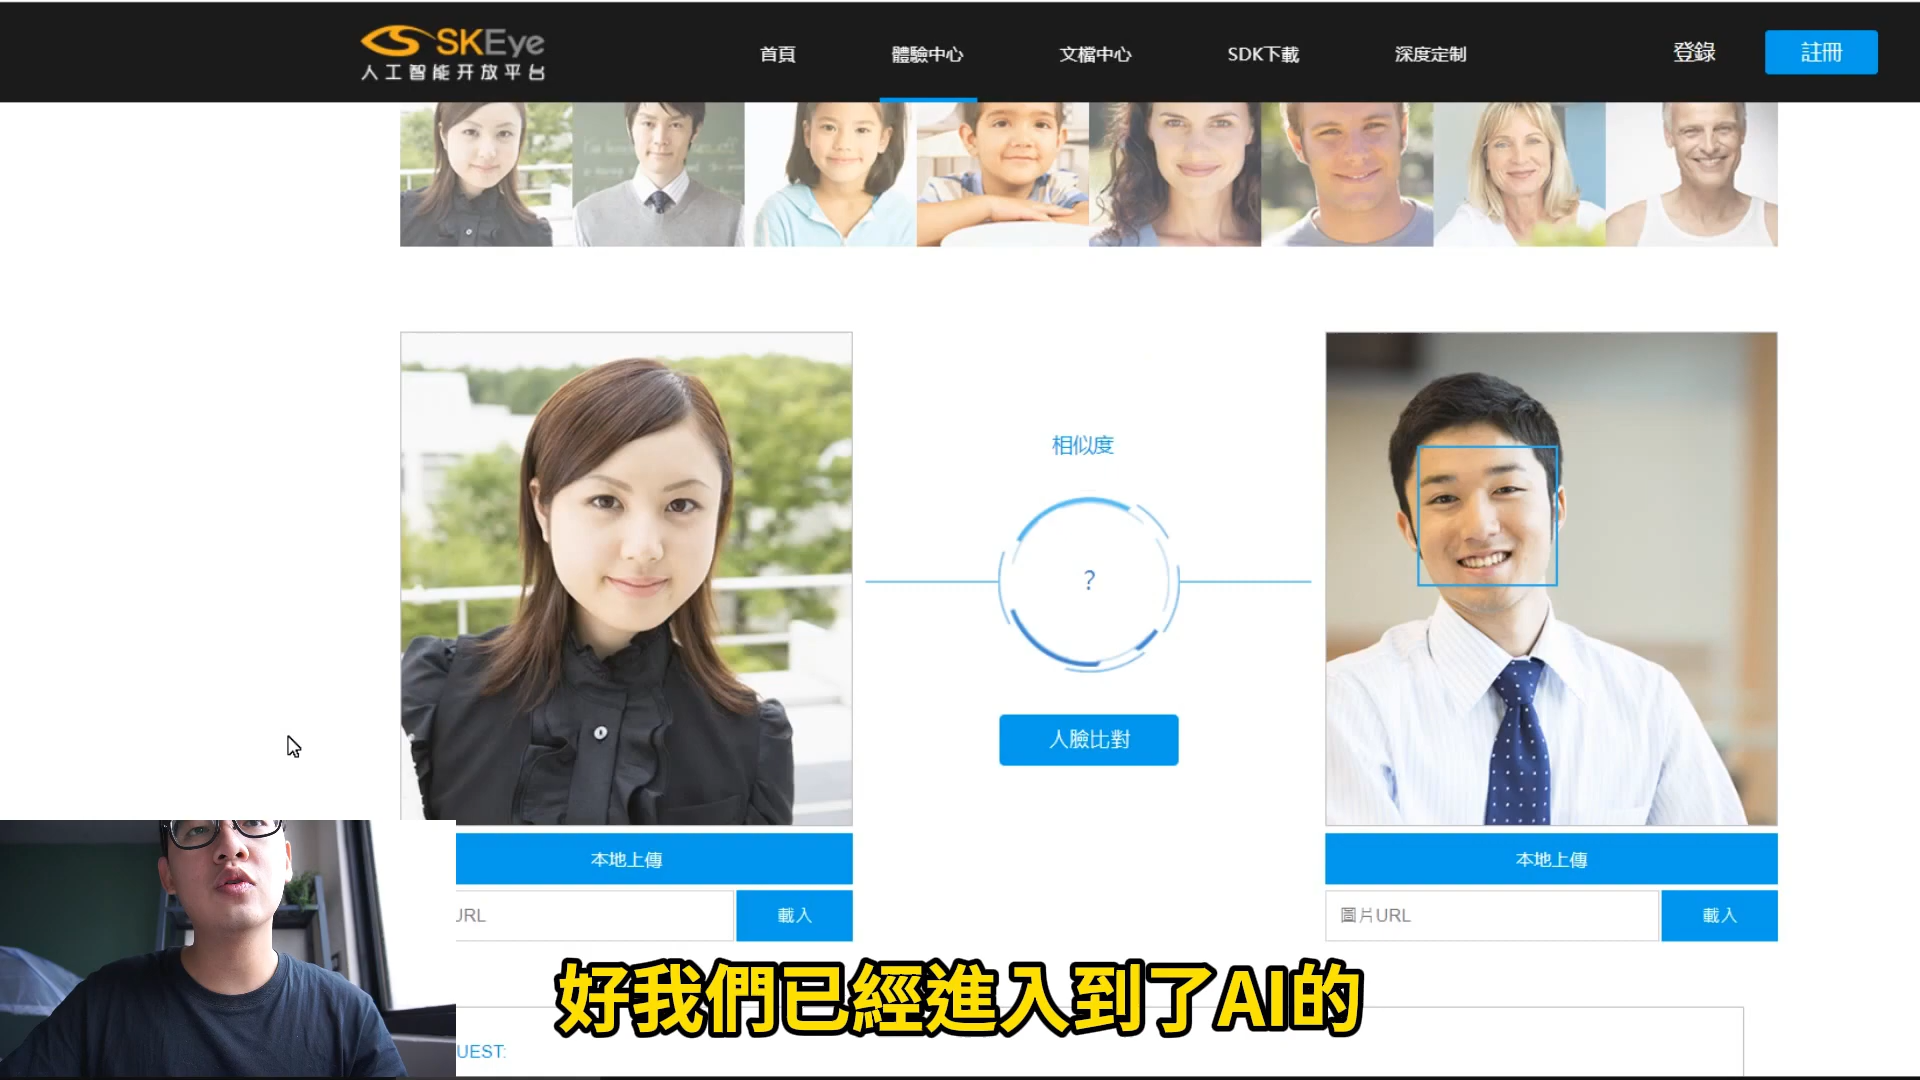 SKEye
人工智能开放平台
首頁
體驗中心
文檔中心
SDK下載
深度定制
登錄
註冊
相似度
?
人臉比對
本地上傳
本地上傳
URL
載入
圖片URL
載入
好我們已經進入到了AI的
UEST: